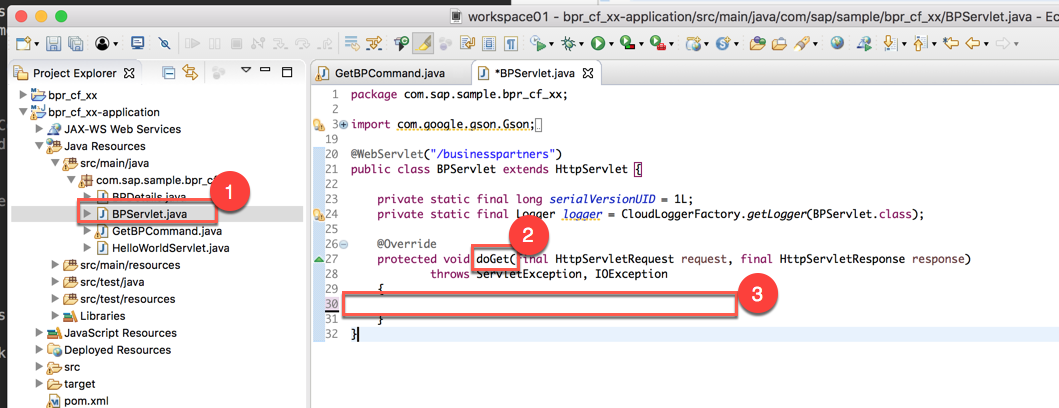 workspace01 - bpr_cf_xx-application/src/main/java/com/sap/sample/bpr_cf_xx/BPServlet.java - Ec
Project Explorer
GetBPCommand.java
*BPServlet.java
bpr_cf_xx
bpr_cf_xx-application
JAX-WS Web Services
Java Resources
src/main/java
com.sap.sample.bpr_cf
BPDetails.java
BPServlet.java
GetBPCommand.java
HelloWorldServlet.java
src/main/resources
src/test/java
src/test/resources
Libraries
JavaScript Resources
Deployed Resources
src
target
pom.xml
1
2
3
1 package com.sap.sample.bpr_cf_xx;
2
3 import com.google.gson.Gson;
19
20 @WebServlet("/businesspartners")
21 public class BPServlet extends HttpServlet {
22
23 private static final long serialVersionUID = 1L;
24 private static final Logger logger = CloudLoggerFactory.getLogger(BPServlet.class);
25
26 @Override
27 protected void doGet(final HttpServletRequest request, final HttpServletResponse response)
28 throws ServletException, IOException
29 {
30
31 }
32 }